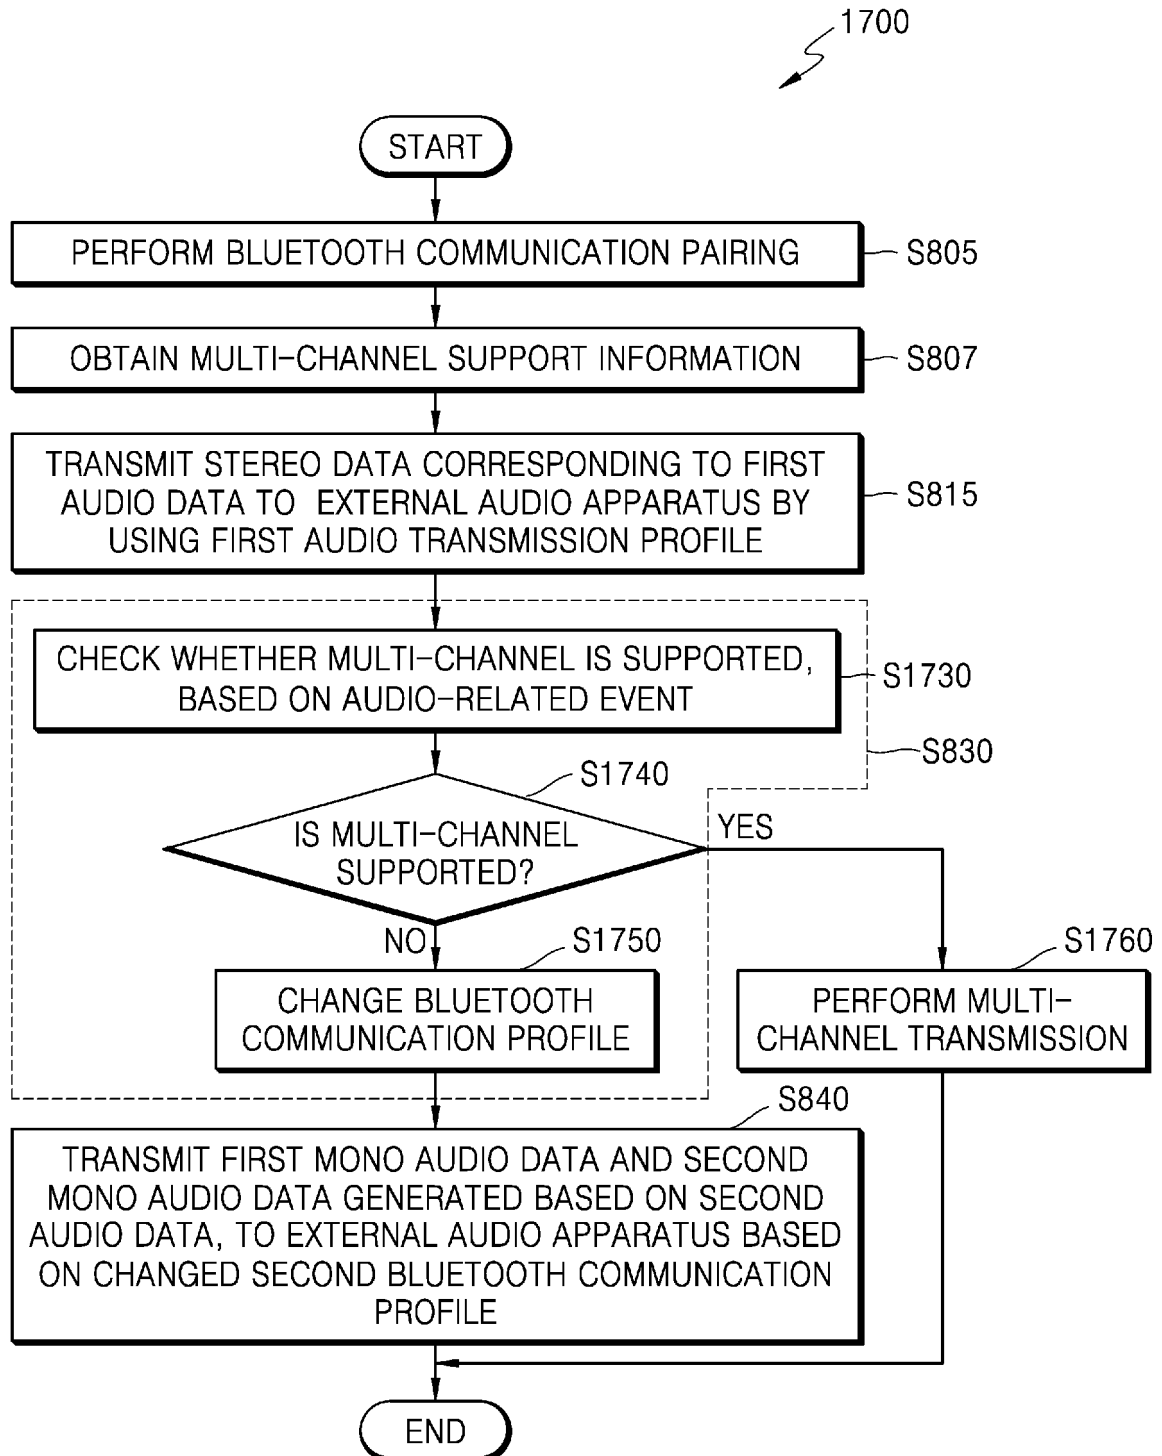 1700
START
PERFORM BLUETOOTH COMMUNICATION PAIRING
S805
OBTAIN MULTI-CHANNEL SUPPORT INFORMATION
S807
TRANSMIT STEREO DATA CORRESPONDING TO FIRST
AUDIO DATA TO EXTERNAL AUDIO APPARATUS BY
USING FIRST AUDIO TRANSMISSION PROFILE
S815
CHECK WHETHER MULTI-CHANNEL IS SUPPORTED,
BASED ON AUDIO-RELATED EVENT
S1730
S830
S1740
IS MULTI-CHANNEL
SUPPORTED?
YES
NO
S1750
CHANGE BLUETOOTH
COMMUNICATION PROFILE
S1760
PERFORM MULTI-
CHANNEL TRANSMISSION
S840
TRANSMIT FIRST MONO AUDIO DATA AND SECOND
MONO AUDIO DATA GENERATED BASED ON SECOND
AUDIO DATA, TO EXTERNAL AUDIO APPARATUS BASED
ON CHANGED SECOND BLUETOOTH COMMUNICATION
PROFILE
END